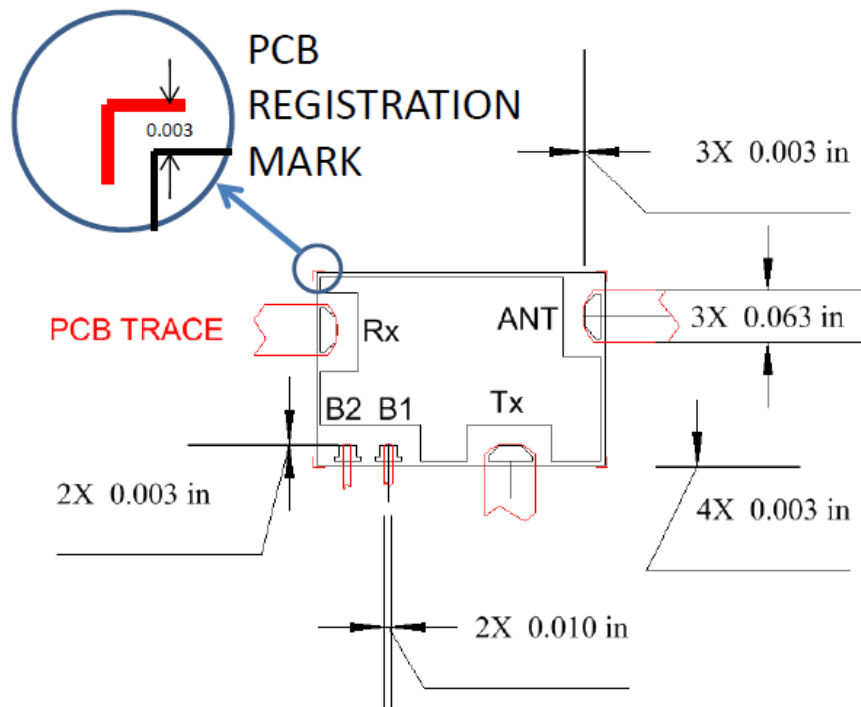 PCB
REGISTRATION
MARK
0.003
3X 0.003 in
PCB TRACE
Rx
ANT
3X 0.063 in
B2 B1
Tx
2X 0.003 in
4X 0.003 in
2X 0.010 in